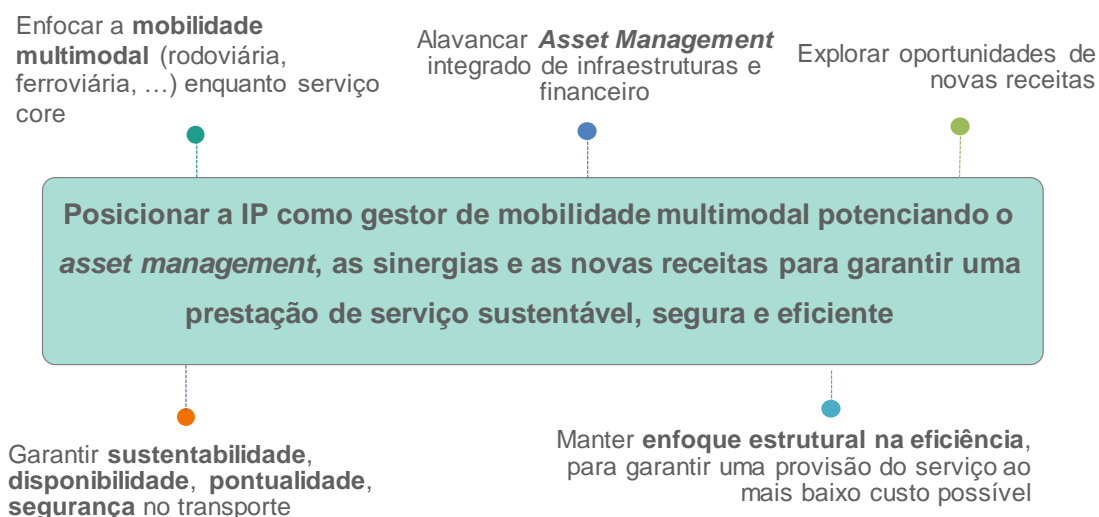 Enfocar a mobilidade
multimodal (rodoviária,
ferroviária, …) enquanto serviço
core
Alavancar Asset Management
integrado de infraestruturas e
financeiro
Explorar oportunidades de
novas receitas
Posicionar a IP como gestor de mobilidade multimodal potenciando o
asset management, as sinergias e as novas receitas para garantir uma
prestação de serviço sustentável, segura e eficiente
Garantir sustentabilidade,
disponibilidade, pontualidade,
segurança no transporte
Manter enfoque estrutural na eficiência,
para garantir uma provisão do serviço ao
mais baixo custo possível